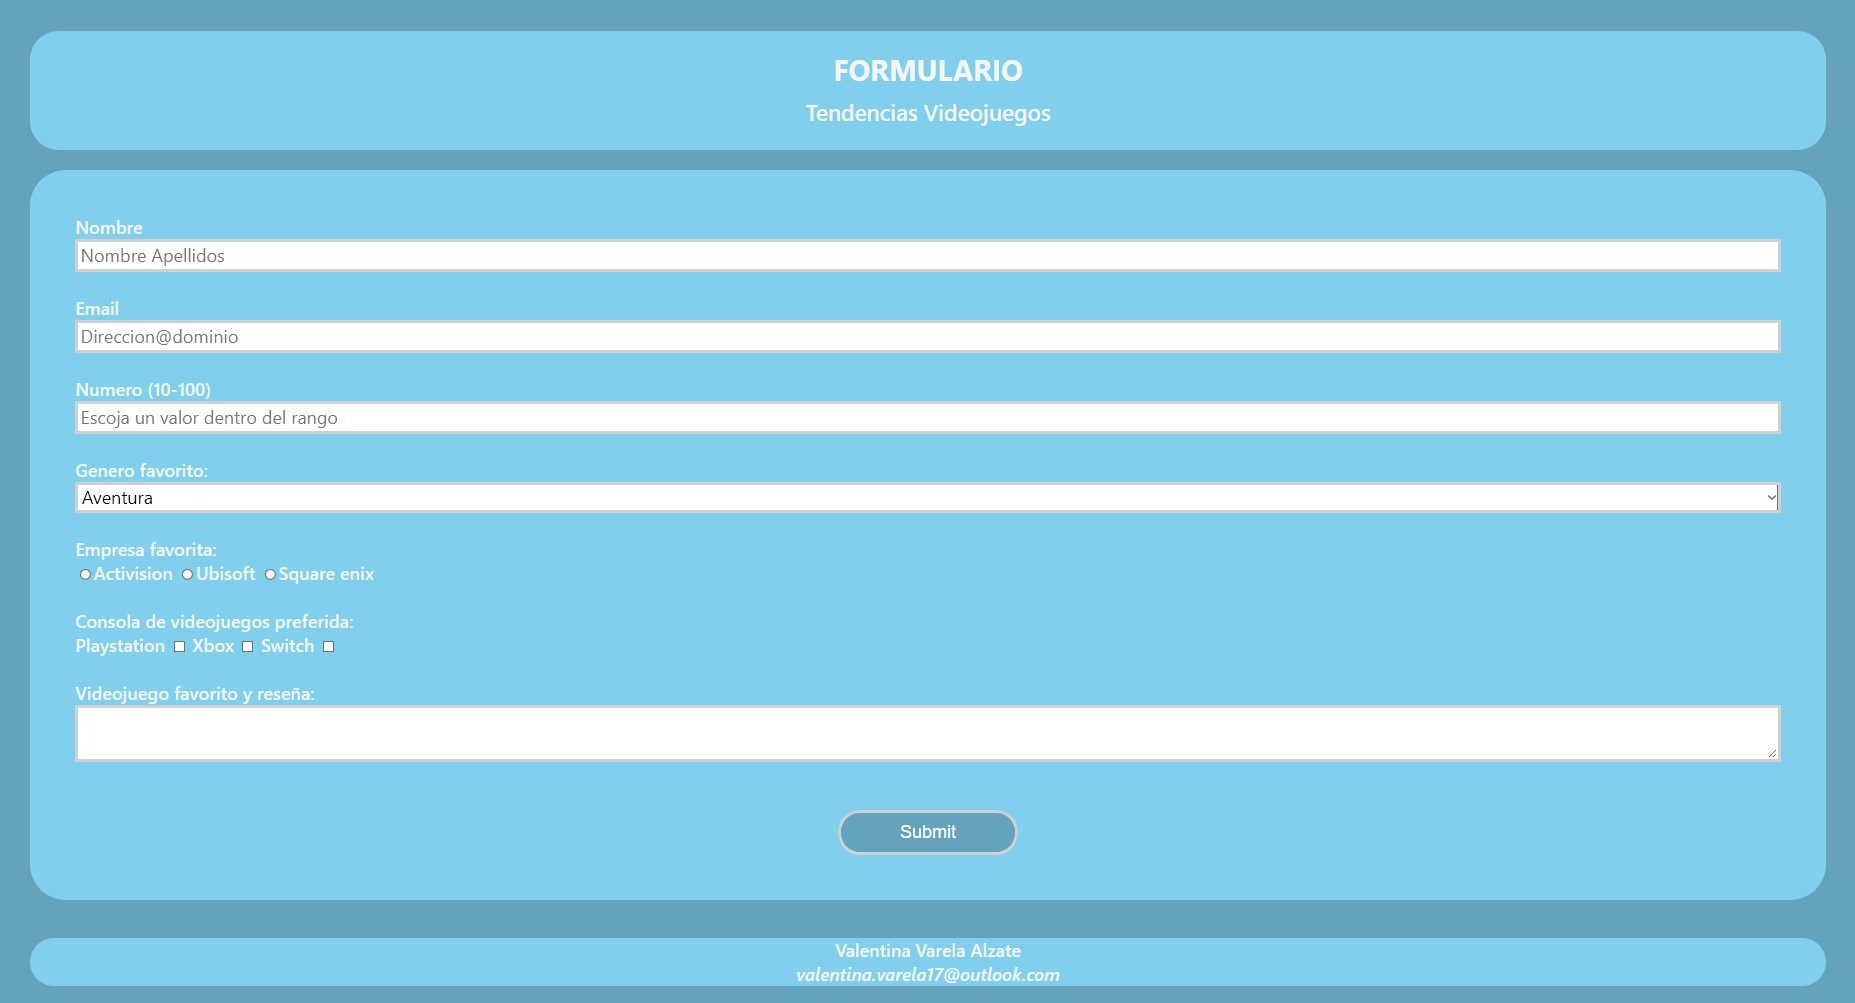 FORMULARIO
Tendencias Videojuegos
Nombre
Nombre Apellidos
Email
Direccion@dominio
Numero (10-100)
Escoja un valor dentro del rango
Genero favorito:
Aventura
Empresa favorita:
Activision Ubisoft Square enix
Consola de videojuegos preferida:
Playstation Xbox Switch
Videojuego favorito y reseña:
Submit
Valentina Varela Alzate
valentina.varela17@outlook.com